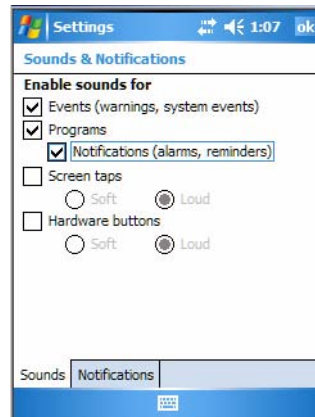 Settings 1:07 ok
Sounds & Notifications
Enable sounds for
Events (warnings, system events)
Programs
Notifications (alarms, reminders)
Screen taps
Soft Loud
Hardware buttons
Soft Loud
Sounds Notifications